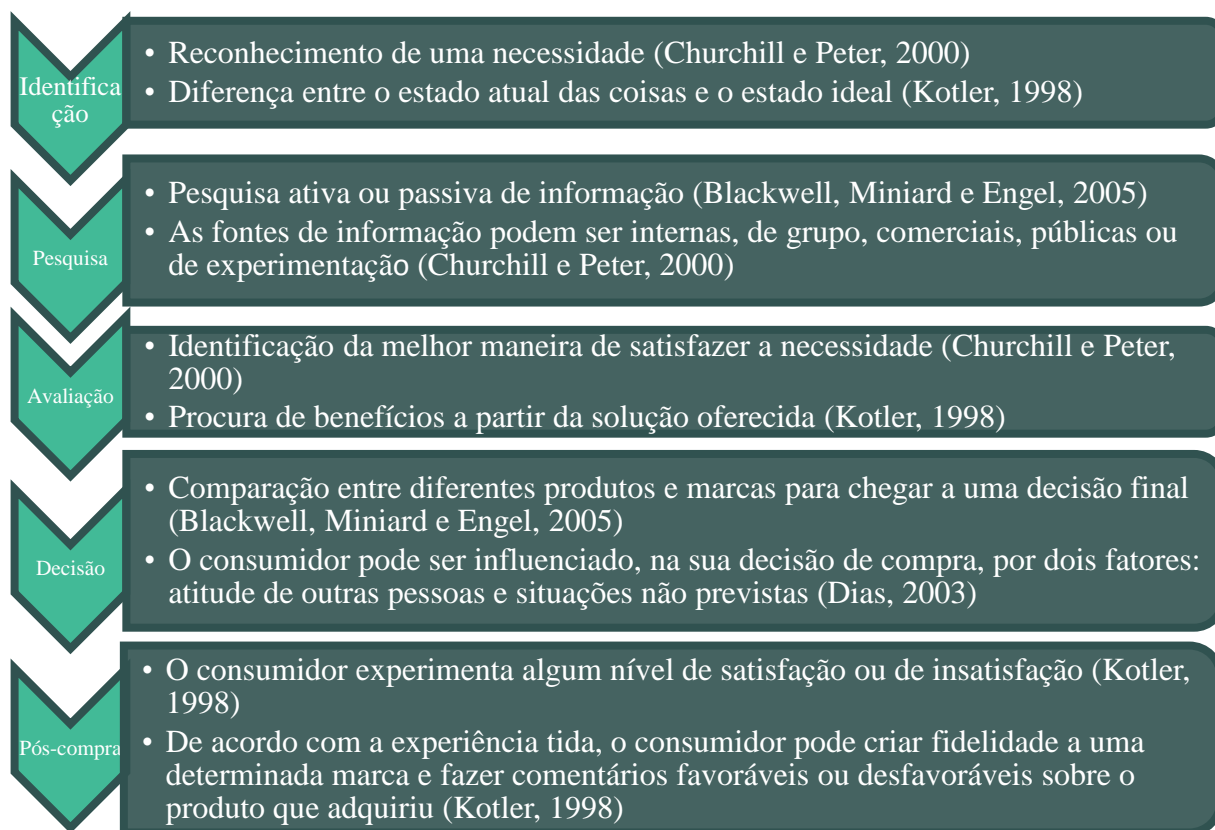 Identifica
ção
• Reconhecimento de uma necessidade (Churchill e Peter, 2000)
• Diferença entre o estado atual das coisas e o estado ideal (Kotler, 1998)
Pesquisa
• Pesquisa ativa ou passiva de informação (Blackwell, Miniard e Engel, 2005)
• As fontes de informação podem ser internas, de grupo, comerciais, públicas ou
de experimentação (Churchill e Peter, 2000)
Avaliação
• Identificação da melhor maneira de satisfazer a necessidade (Churchill e Peter,
2000)
• Procura de benefícios a partir da solução oferecida (Kotler, 1998)
Decisão
• Comparação entre diferentes produtos e marcas para chegar a uma decisão final
(Blackwell, Miniard e Engel, 2005)
• O consumidor pode ser influenciado, na sua decisão de compra, por dois fatores:
atitude de outras pessoas e situações não previstas (Dias, 2003)
Pós-compra
• O consumidor experimenta algum nível de satisfação ou de insatisfação (Kotler,
1998)
• De acordo com a experiência tida, o consumidor pode criar fidelidade a uma
determinada marca e fazer comentários favoráveis ou desfavoráveis sobre o
produto que adquiriu (Kotler, 1998)